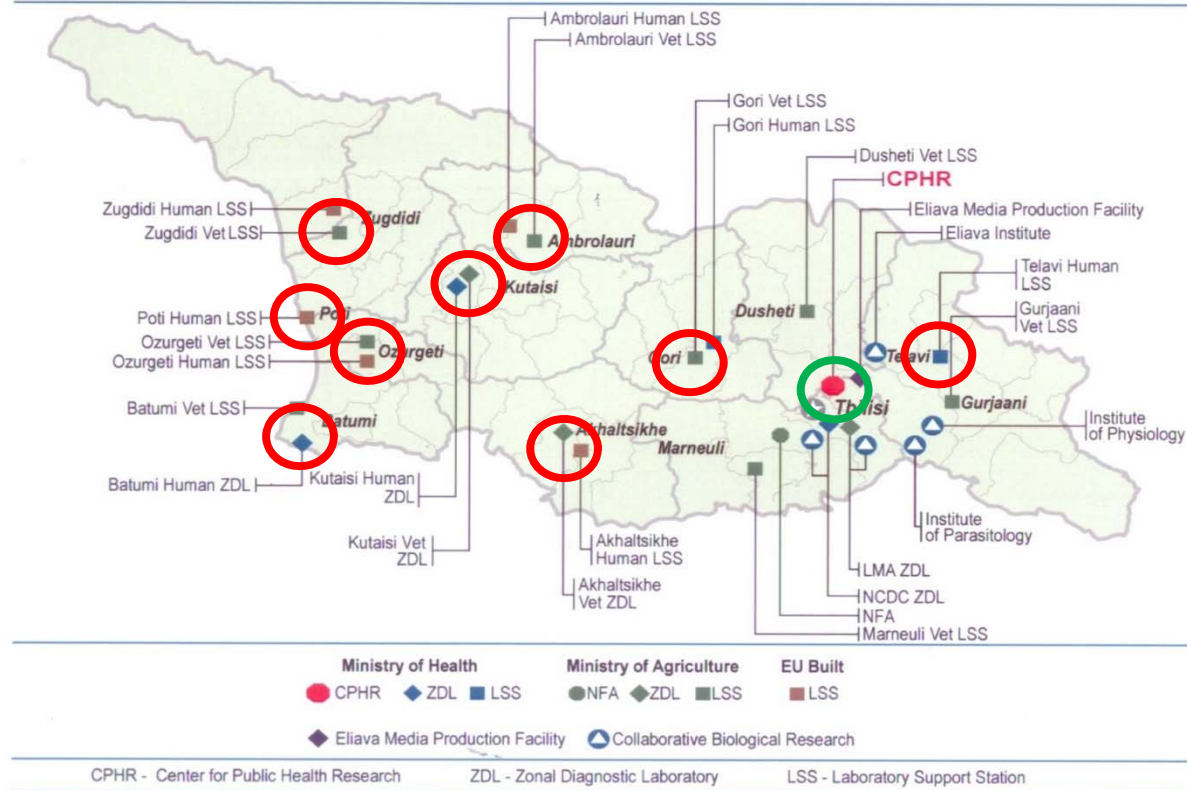 Ambrolauri Human LSS
Ambrolauri Vet LSS
Gori Vet LSS
Gori Human LSS
Dusheti Vet LSS
CPHR
Eliava Media Production Facility
Eliava Institute
Telavi Human
LSS
Gurjaani
Vet LSS
Zugdidi Human LSS
Zugdidi Vet LSS
Zugdidi
Ambrolauri
Kutaisi
Poti Human LSS
Poti
Ozurgeti Vet LSS
Ozurgeti Human LSS
Ozurgeti
Dusheti
Gori
Telavi
Tbilisi
Gurjaani
Batumi Vet LSS
Batumi
Akhaltsikhe
Marneuli
Institute
of Physiology
Batumi Human ZDL
Kutaisi Human
ZDL
Kutaisi Vet
ZDL
Akhaltsikhe
Human LSS
Akhaltsikhe
Vet ZDL
Institute
of Parasitology
LMA ZDL
NCDC ZDL
NFA
Marneuli Vet LSS
Ministry of Health Ministry of Agriculture EU Built
CPHR ZDL LSS NFA ZDL LSS LSS
Eliava Media Production Facility Collaborative Biological Research
CPHR - Center for Public Health Research ZDL - Zonal Diagnostic Laboratory LSS - Laboratory Support Station